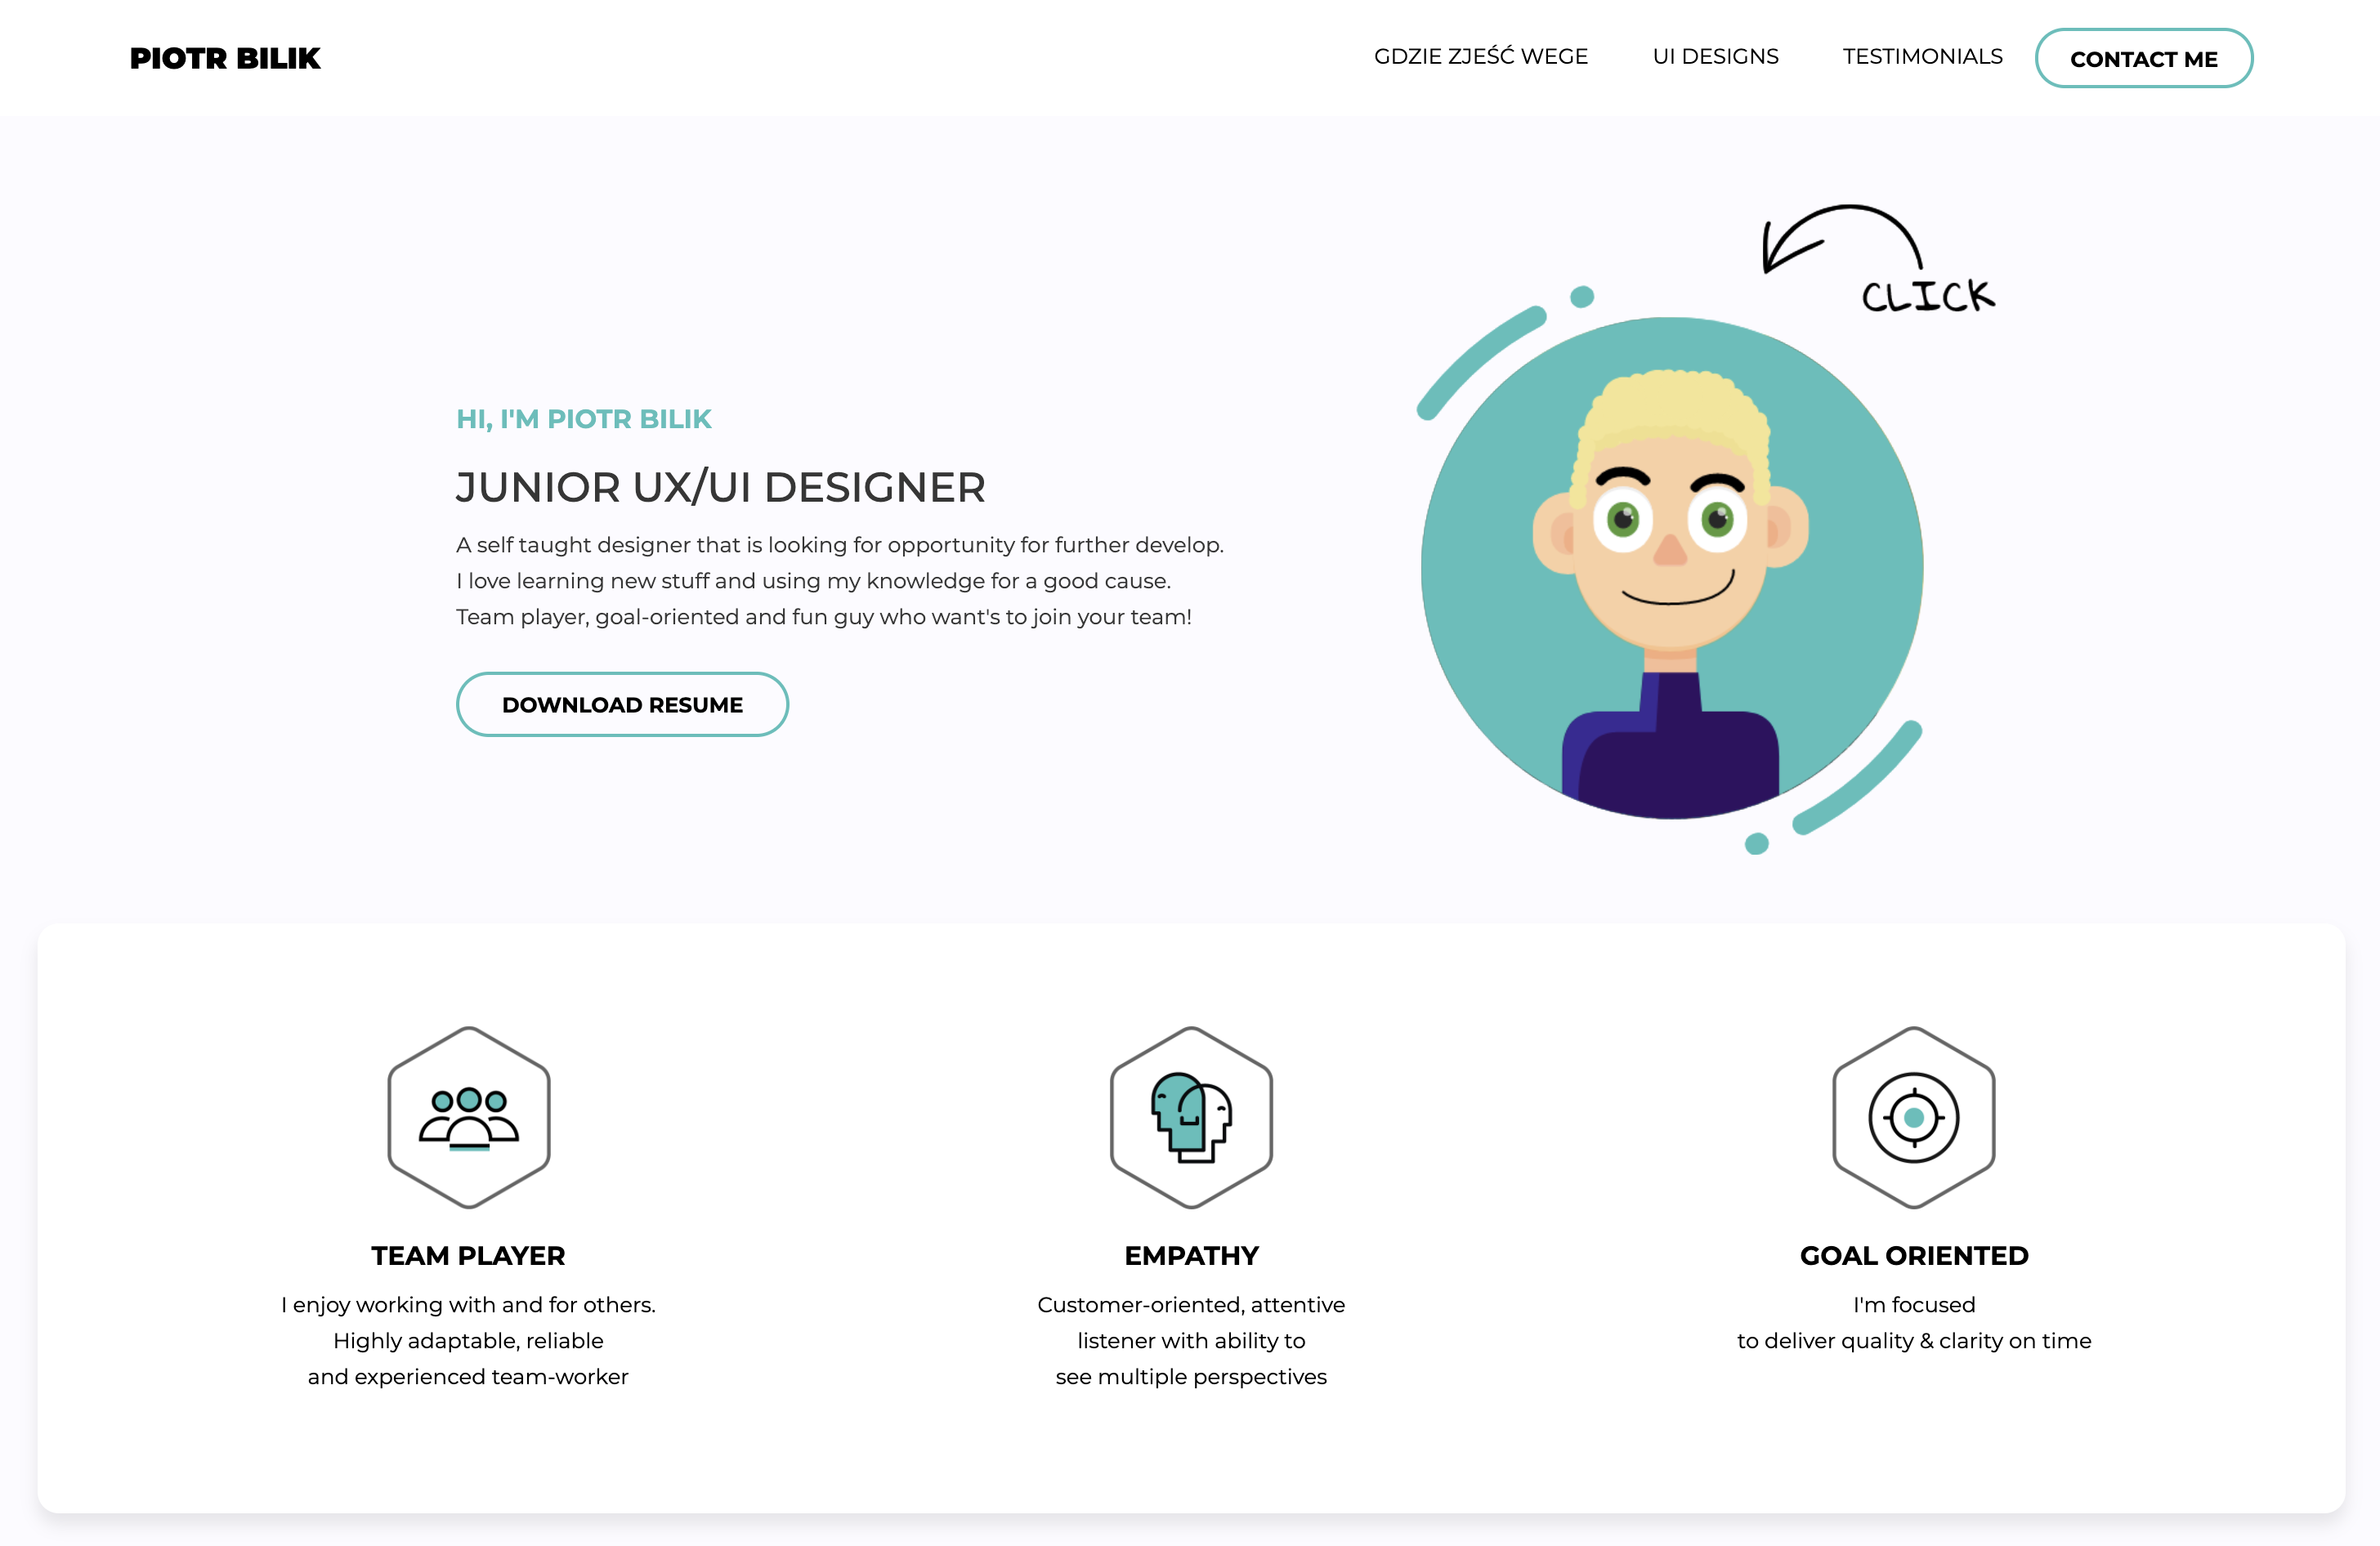 PIOTR BILIK
GDZIE ZJEŚĆ WEGE
UI DESIGNS
TESTIMONIALS
CONTACT ME
CLICK
HI, I'M PIOTR BILIK
JUNIOR UX/UI DESIGNER
A self taught designer that is looking for opportunity for further develop.
I love learning new stuff and using my knowledge for a good cause.
Team player, goal-oriented and fun guy who want's to join your team!
DOWNLOAD RESUME
TEAM PLAYER
I enjoy working with and for others.
Highly adaptable, reliable
and experienced team-worker
EMPATHY
Customer-oriented, attentive
listener with ability to
see multiple perspectives
GOAL ORIENTED
I'm focused
to deliver quality & clarity on time